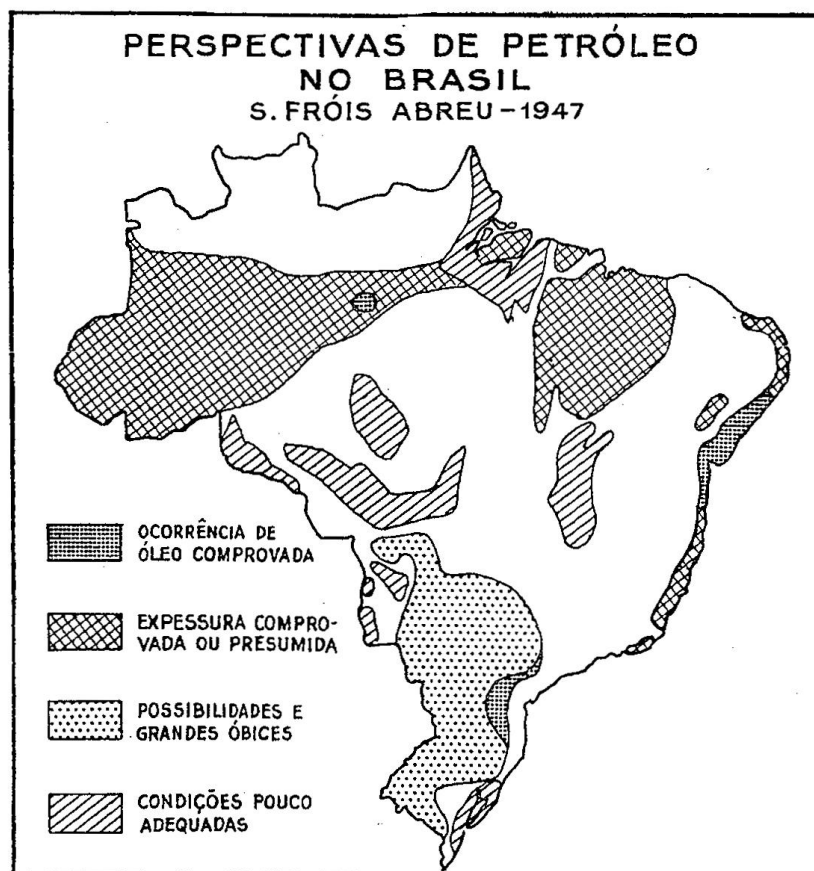 PERSPECTIVAS DE PETRÓLEO
NO BRASIL
S. FRÓIS ABREU-1947
OCORRÊNCIA DE
ÓLEO COMPROVADA
EXPESSURA COMPRO-
VADA OU PRESUMIDA
POSSIBILIDADES E
GRANDES ÓBICES
CONDIÇÕES POUCO
ADEQUADAS